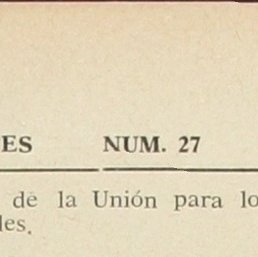 ES NUM. 27
de la Unión para lo
les.